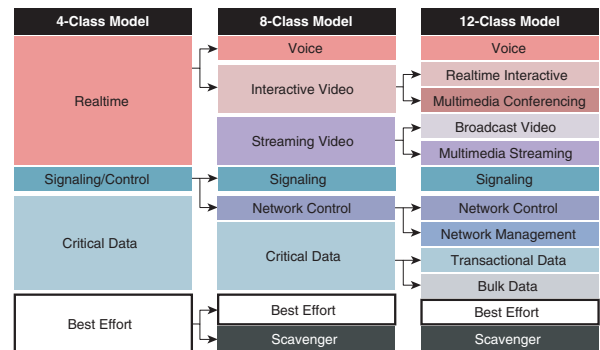 4-Class Model
8-Class Model
12-Class Model
Realtime
Signaling/Control
Critical Data
Best Effort
Voice
Interactive Video
Streaming Video
Signaling
Network Control
Critical Data
Best Effort
Scavenger
Voice
Realtime Interactive
Multimedia Conferencing
Broadcast Video
Multimedia Streaming
Signaling
Network Control
Network Management
Transactional Data
Bulk Data
Best Effort
Scavenger